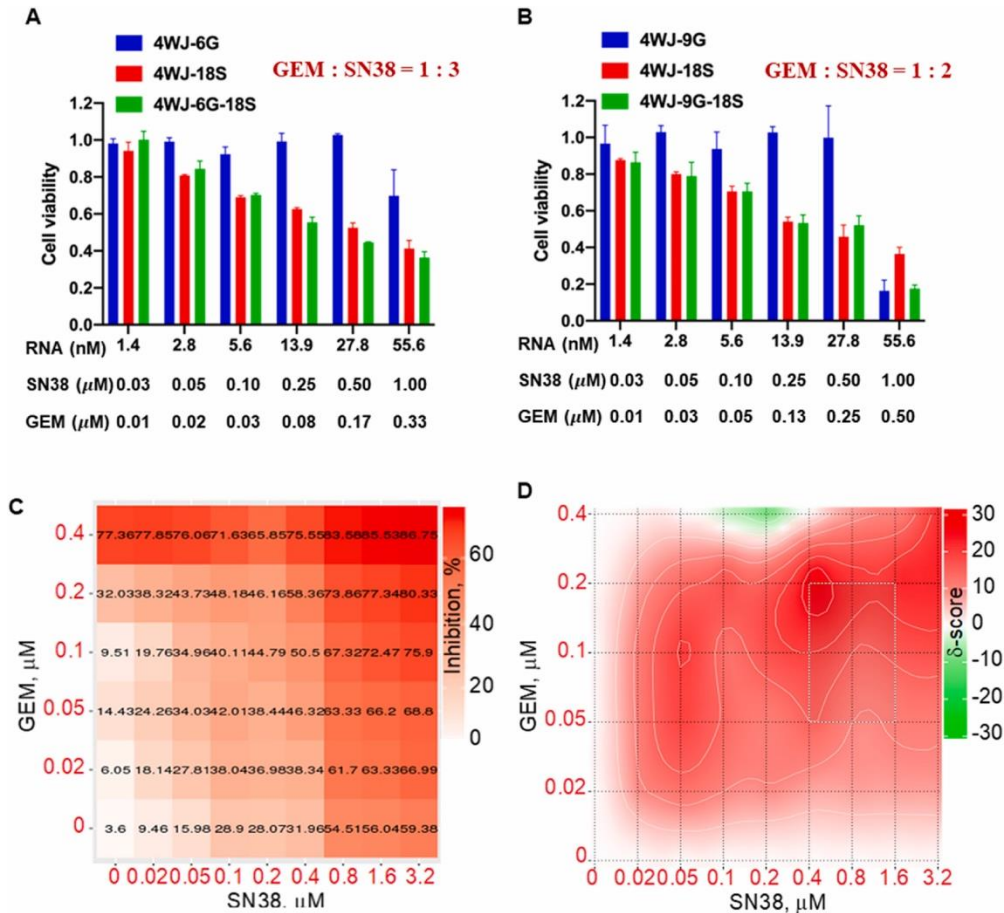 A
4WJ-6G
4WJ-18S
4WJ-6G-18S
GEM : SN38 = 1 : 3
1.2
1.0
0.8
0.6
0.4
0.2
0.0
Cell viability
RNA (nM) 1.4 2.8 5.6 13.9 27.8 55.6
SN38 (μM) 0.03 0.05 0.10 0.25 0.50 1.00
GEM (μM) 0.01 0.02 0.03 0.08 0.17 0.33
B
4WJ-9G
4WJ-18S
4WJ-9G-18S
GEM : SN38 = 1 : 2
1.2
1.0
0.8
0.6
0.4
0.2
0.0
Cell viability
RNA (nM) 1.4 2.8 5.6 13.9 27.8 55.6
SN38 (μM) 0.03 0.05 0.10 0.25 0.50 1.00
GEM (μM) 0.01 0.03 0.05 0.13 0.25 0.50
C
GEM, μM
0.4 77.36 77.85 76.06 71.63 65.85 75.55 83.58 85.53 86.75
0.2 32.03 38.32 43.73 48.18 46.16 58.36 73.86 77.34 80.33
0.1 9.51 19.76 34.96 40.11 44.79 50.5 67.32 72.47 75.9
0.05 14.43 24.26 34.03 42.01 38.44 46.32 63.33 66.2 68.8
0.02 6.05 18.14 27.81 38.04 36.98 38.34 61.7 63.33 66.99
0 3.6 9.46 15.98 28.9 28.07 31.96 54.51 56.04 59.38
0 0.02 0.05 0.1 0.2 0.4 0.8 1.6 3.2
SN38, μM
Inhibition, %
60
40
20
0
D
GEM, μM
0.4
0.2
0.1
0.05
0.02
0
0 0.02 0.05 0.1 0.2 0.4 0.8 1.6 3.2
SN38, μM
δ-score
30
20
10
0
-10
-20
-30